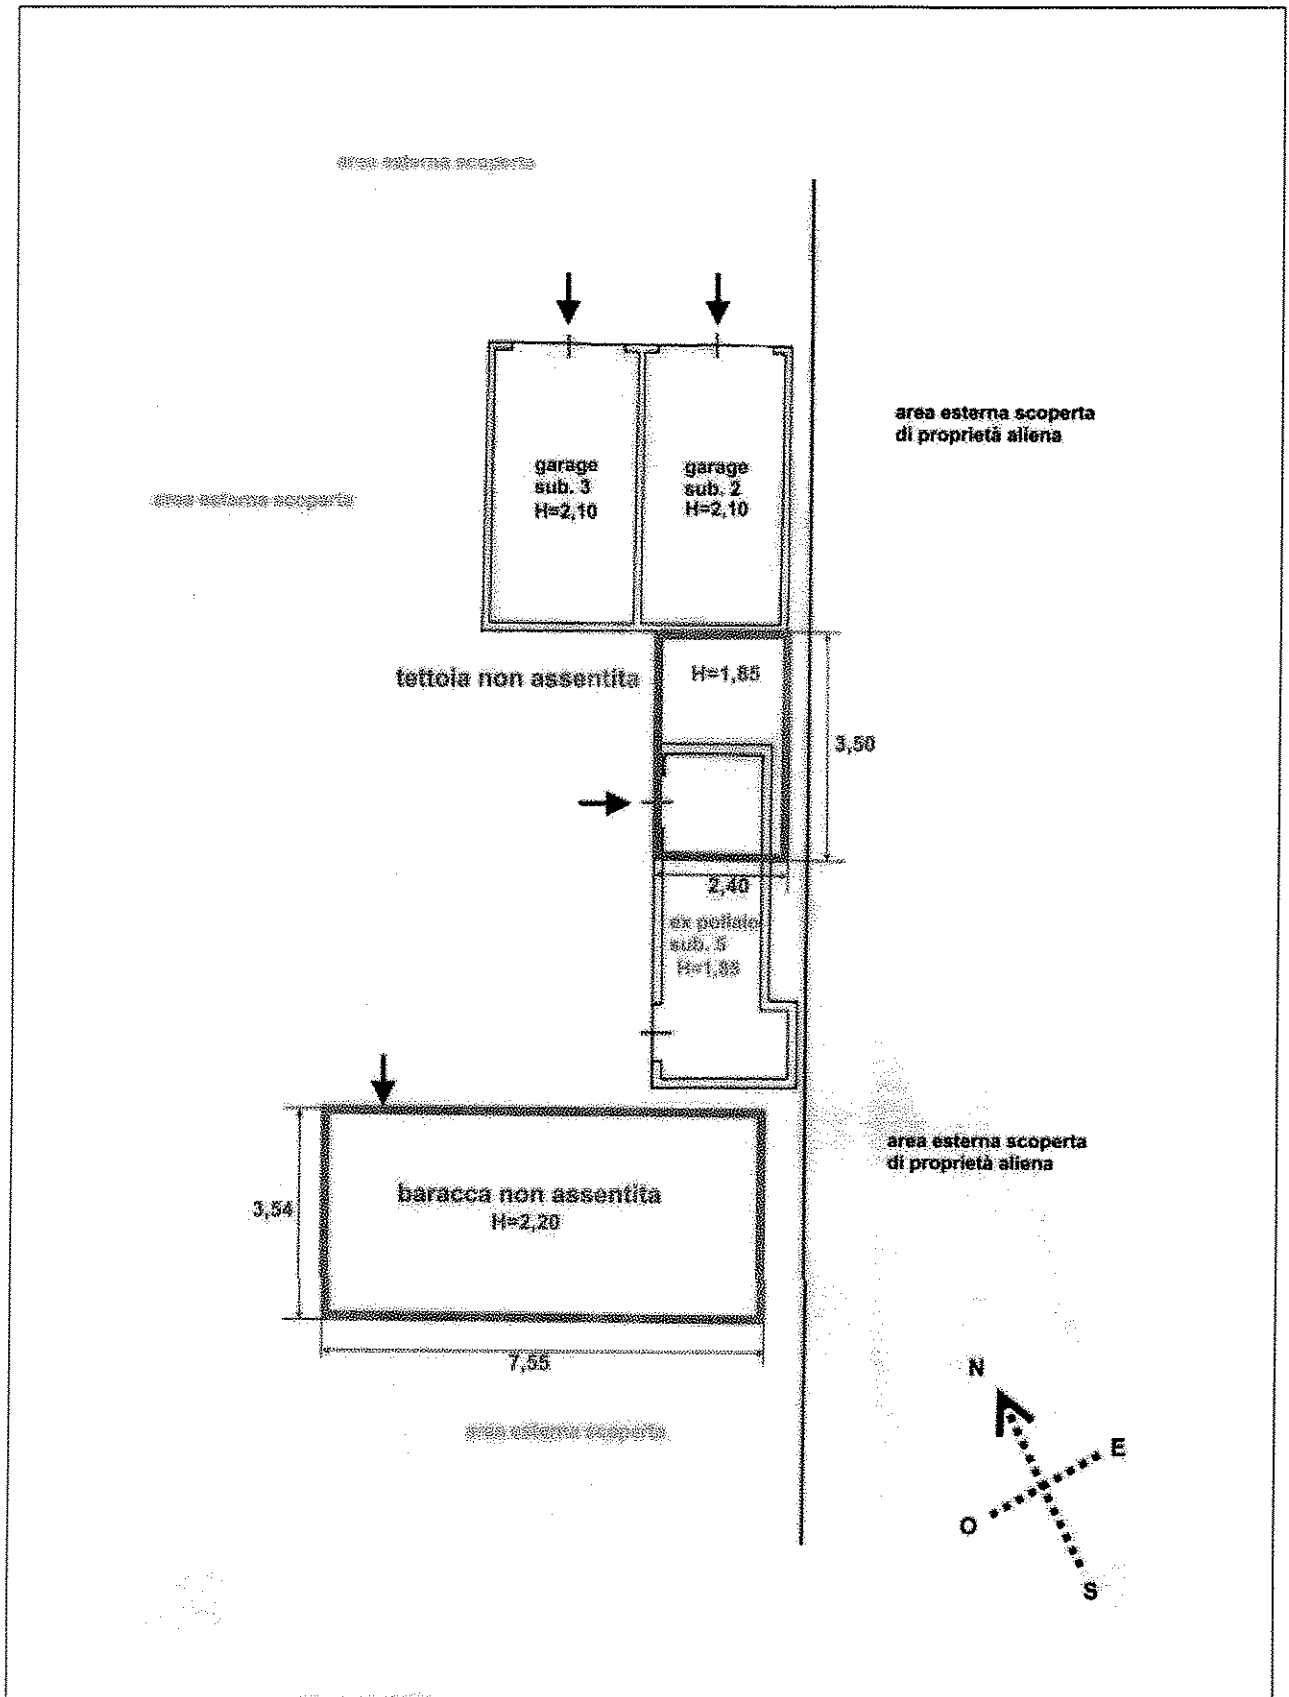 area esterna scoperta
area esterna scoperta
di proprietà aliena
garage
sub. 3
H=2,10
garage
sub. 2
H=2,10
area esterna scoperta
tettoia non assentita
H=1,85
3,50
2,40
ex pollaio
sub. 5
H=1,85
area esterna scoperta
di proprietà aliena
baracca non assentita
H=2,20
3,54
7,55
area esterna scoperta
N
E
O
S